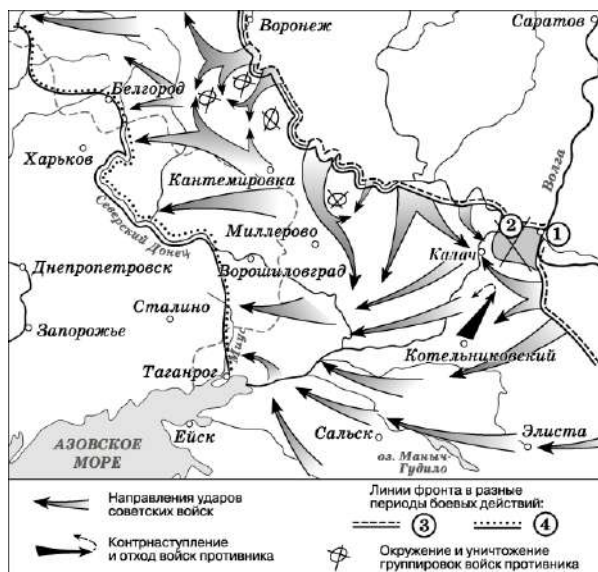 Воронеж
Саратов
Белгород
Харьков
Кантемировка
Северский Донец
Волга
2
1
Миллерово
Калач
Днепропетровск
Ворошиловград
Сталино
Запорожье
Миус
Котельниковский
Таганрог
АЗОВСКОЕ
МОРЕ
Ейск
Сальск
Элиста
оз. Маныч-
Гудило
Направления ударов
советских войск
Контрнаступление
и отход войск противника
Линии фронта в разные
периоды боевых действий:
3
4
Окружение и уничтожение
группировок войск противника